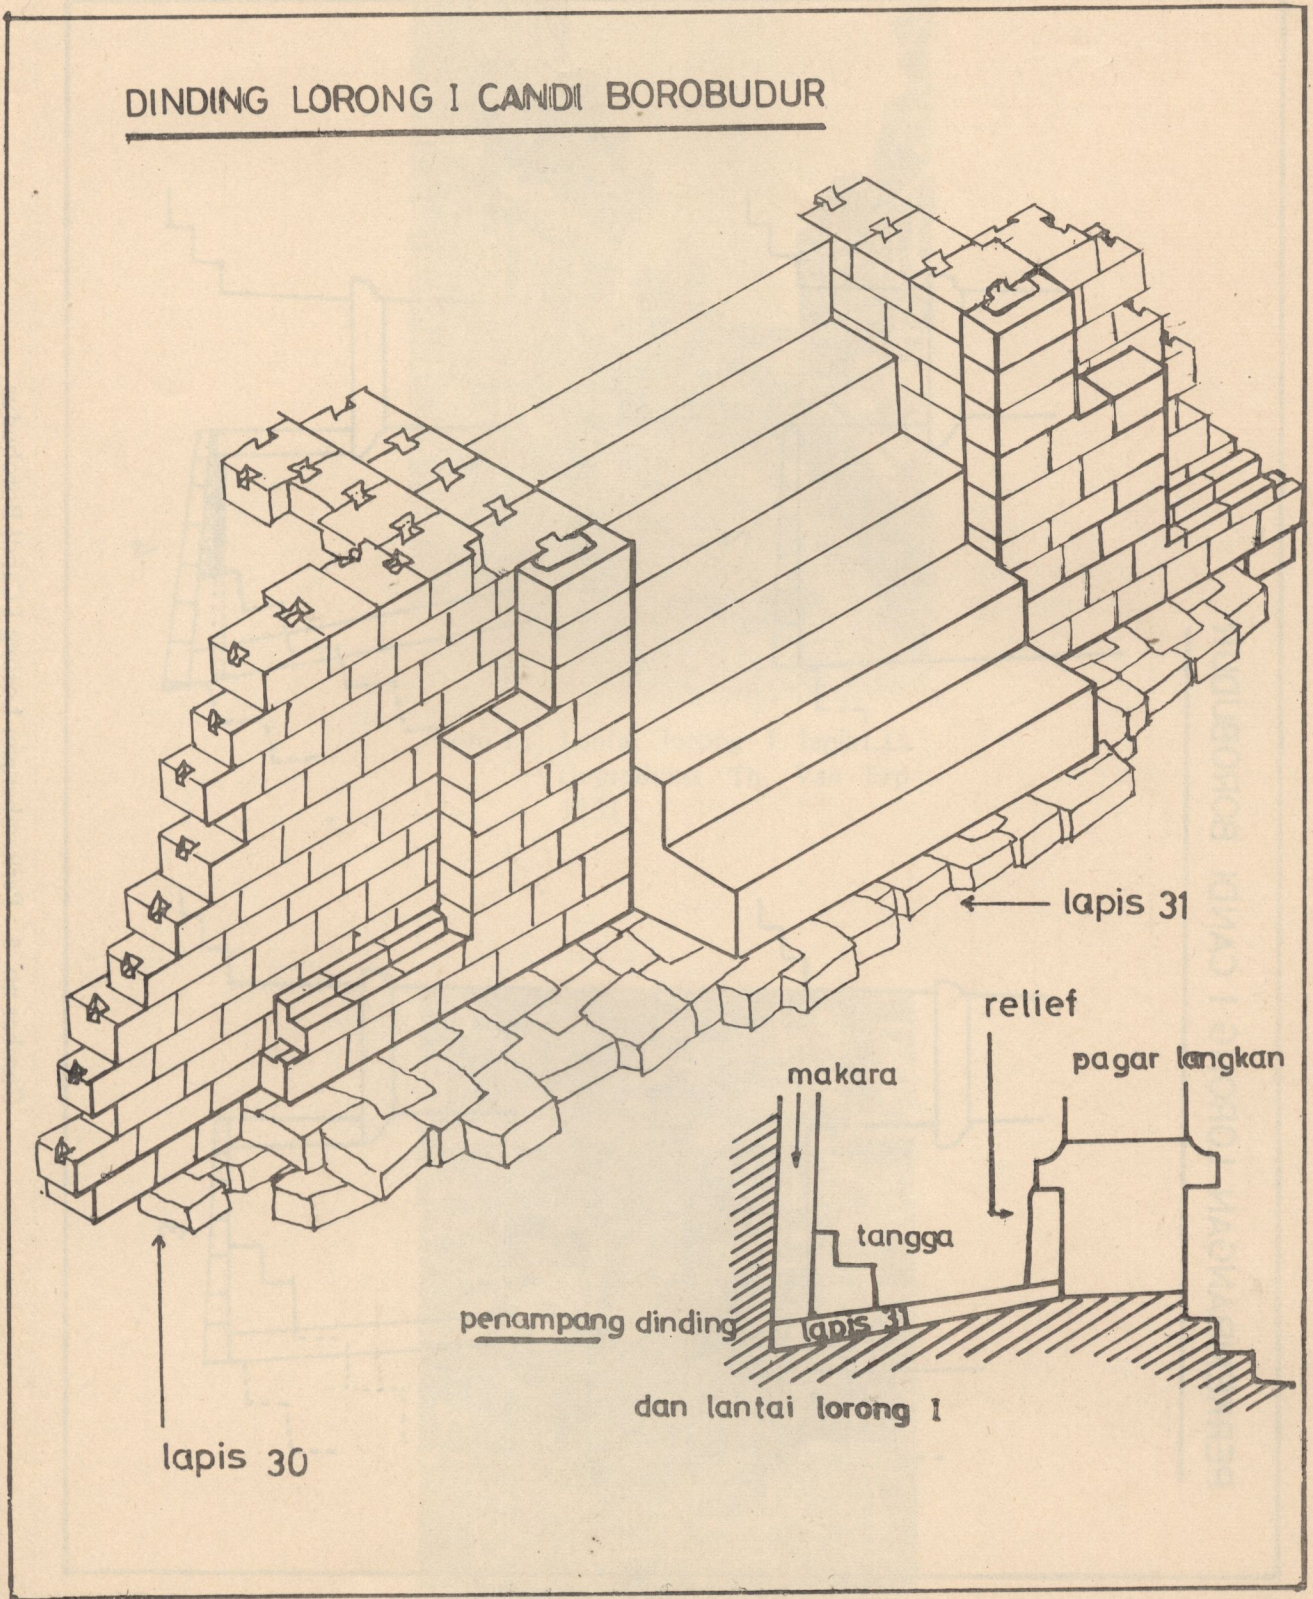 DINDING LORONG I CANDI BOROBUDUR
lapis 31
relief
pagar langkan
makara
tangga
penampang dinding
lapis 31
dan lantai lorong I
lapis 30